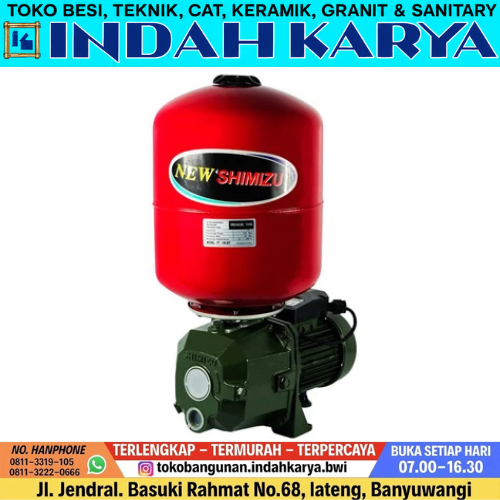 TOKO BESI, TEKNIK, CAT, KERAMIK, GRANIT & SANITARY
INDAH KARYA
NEW SHIMIZU
SHIMIZU
NO. HANPHONE
0811-3319-105
0811-3222-0666
TERLENGKAP – TERMURAH – TERPERCAYA
tokobangunan.indahkarya.bwi
BUKA SETIAP HARI
07.00-16.30
Jl. Jendral. Basuki Rahmat No.68, lateng, Banyuwangi